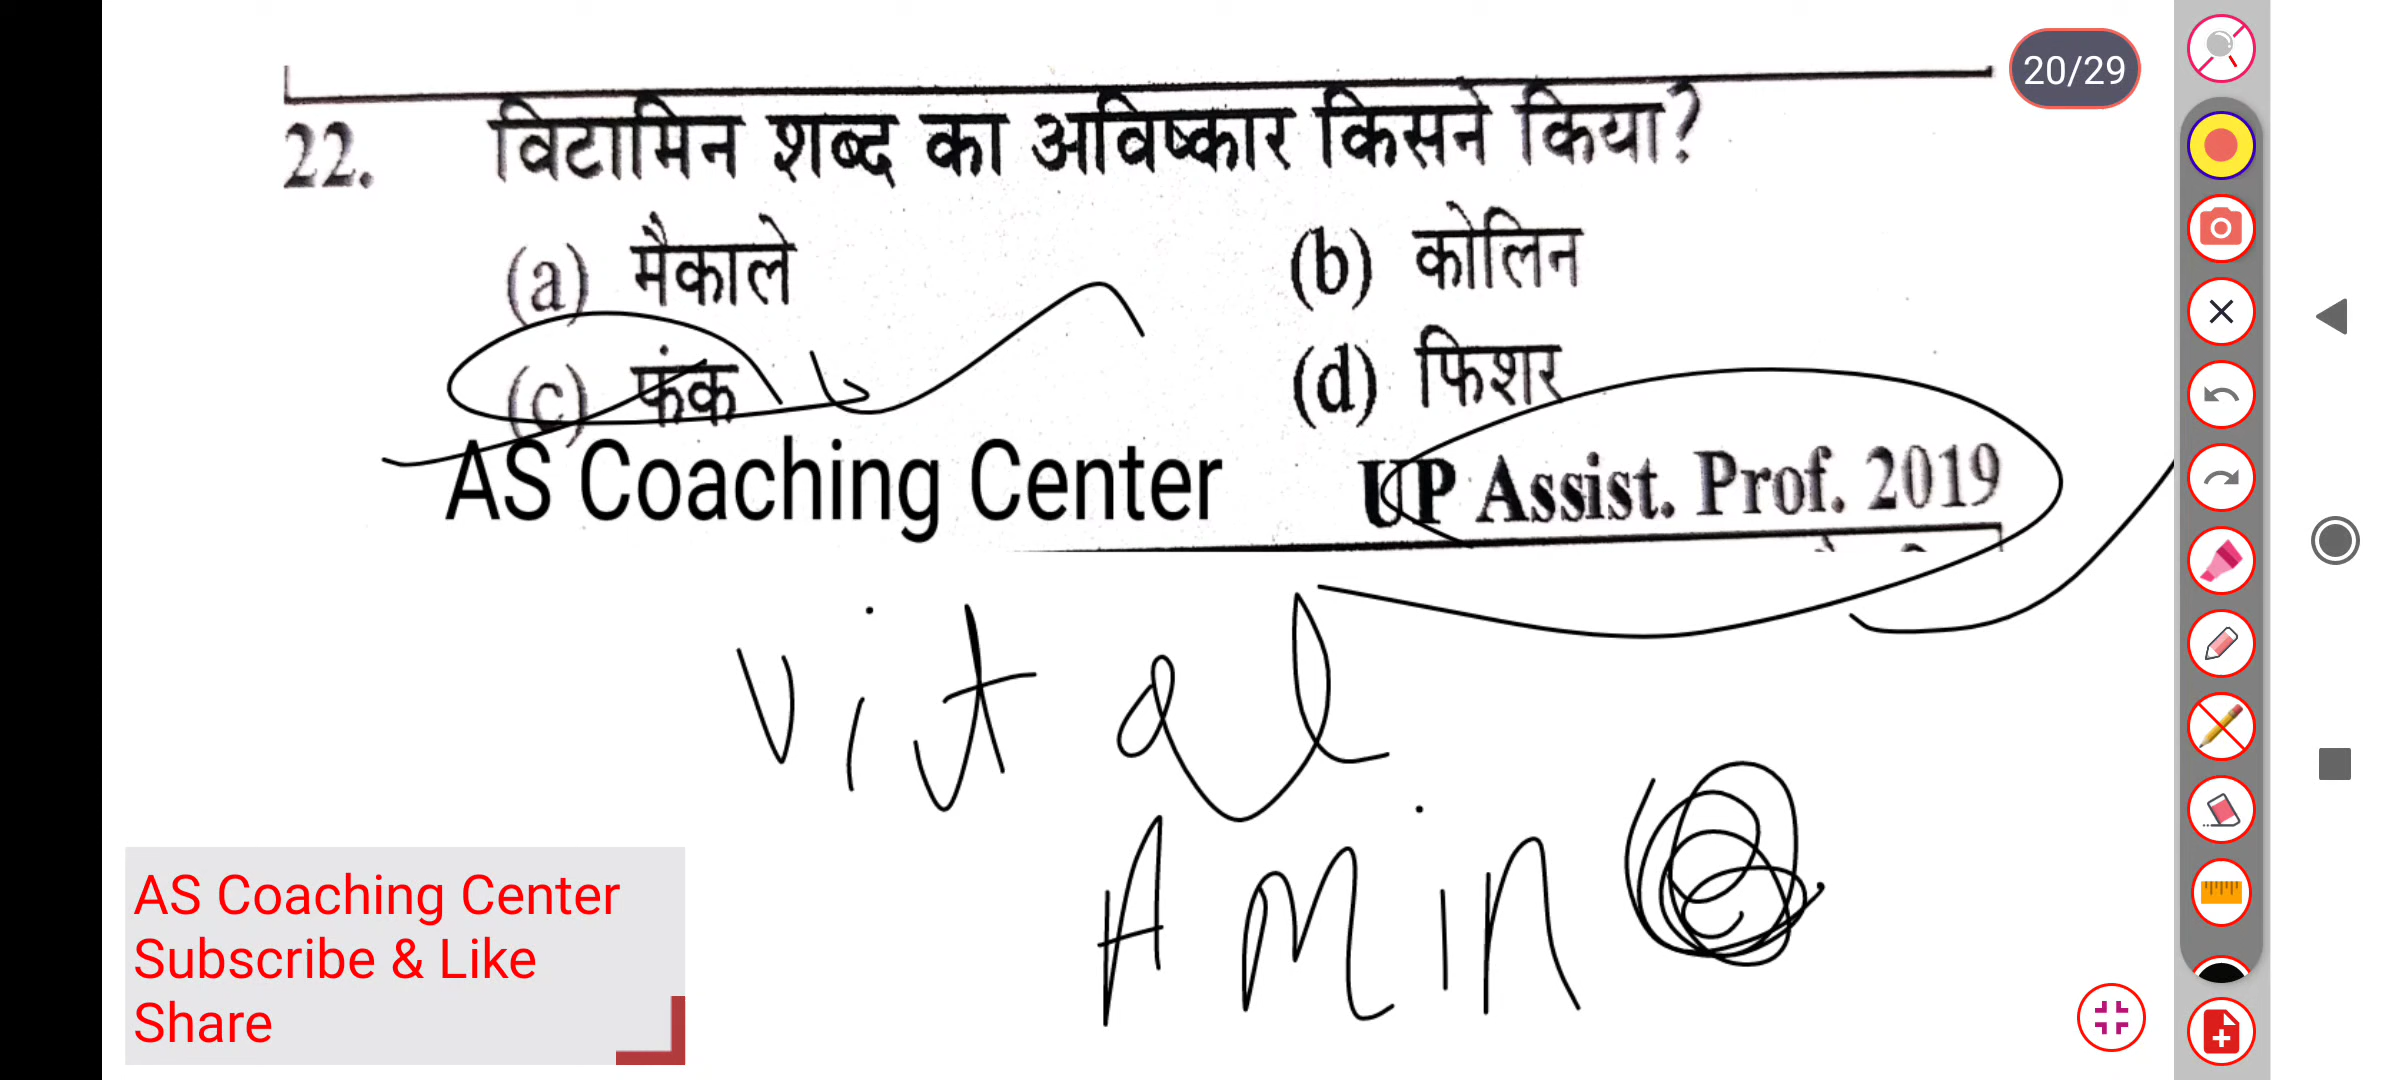 20/29
22. विटामिन शब्द का अविष्कार किसने किया?
(a) मैकाले (b) कोलिन
(c) फंक (d) फिशर
AS Coaching Center UP Assist. Prof. 2019
Vital
Amin
AS Coaching Center
Subscribe & Like
Share